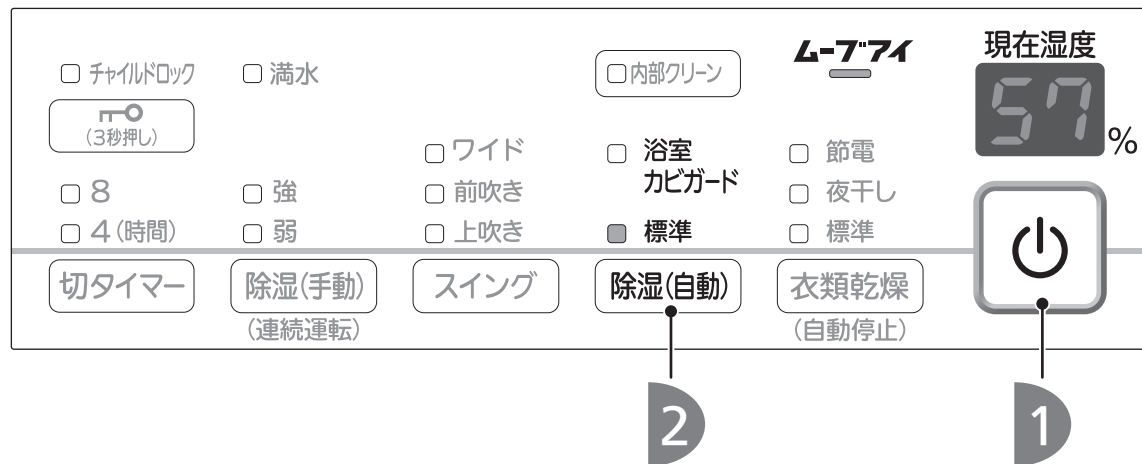 ムーブアイ
現在湿度
チャイルドロック
満水
内部クリーン
57%
(3秒押し)
ワイド
浴室
カビガード
節電
8
強
前吹き
夜干し
4(時間)
弱
上吹き
標準
標準
切タイマー
除湿(手動)
スイング
除湿(自動)
衣類乾燥
(連続運転)
(自動停止)
2
1